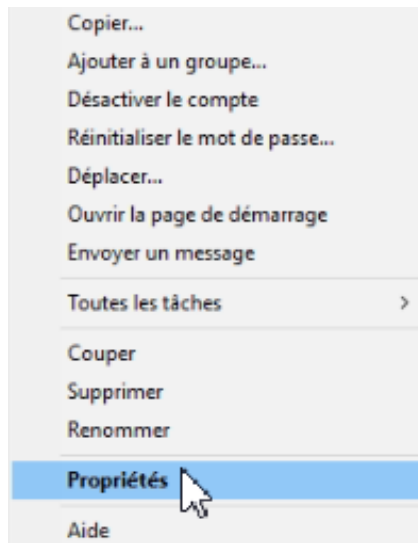 Copier...
Ajouter à un groupe...
Désactiver le compte
Réinitialiser le mot de passe...
Déplacer...
Ouvrir la page de démarrage
Envoyer un message
Toutes les tâches
Couper
Supprimer
Renommer
Propriétés
Aide